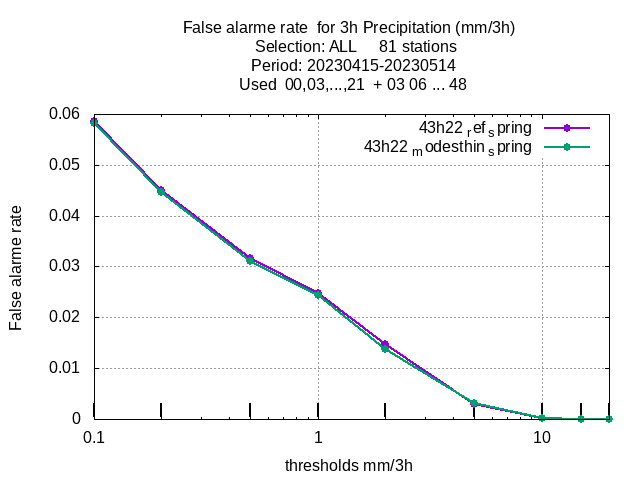 False alarme rate  for 3h Precipitation (mm/3h)
Selection: ALL     81 stations
Period: 20230415-20230514
Used  00,03,...,21  + 03 06 ... 48
43h22 ref spring
43h22 modesthin spring
0.06
0.05
0.04
0.03
0.02
0.01
0
False alarme rate
0.1 1 10
thresholds mm/3h